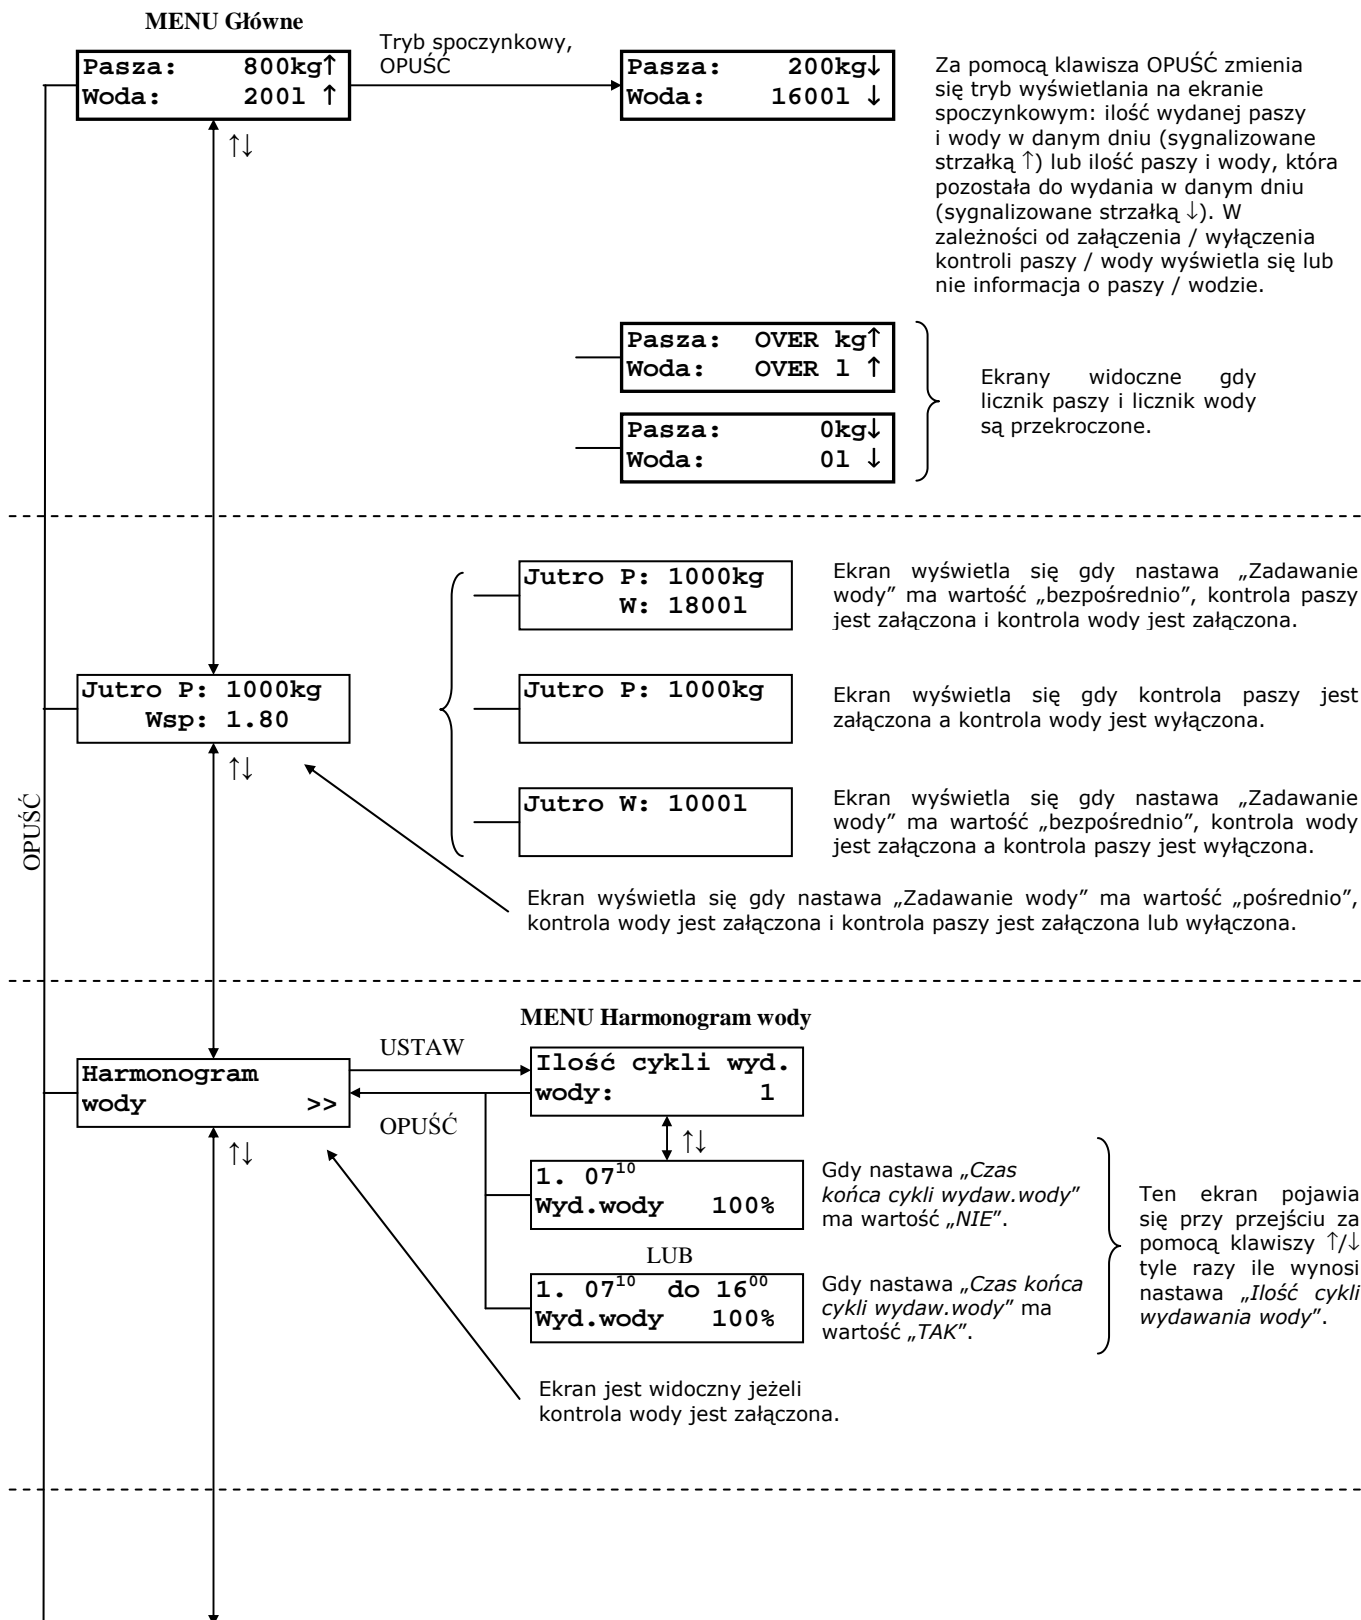 MENU Główne
Tryb spoczynkowy,
OPUŚĆ
Pasza: 800kg↑
Woda: 200l ↑
Pasza: 200kg↓
Woda: 1600l ↓
Za pomocą klawisza OPUŚĆ zmienia
się tryb wyświetlania na ekranie
spoczynkowym: ilość wydanej paszy
i wody w danym dniu (sygnalizowane
strzałką ↑) lub ilość paszy i wody, która
pozostała do wydania w danym dniu
(sygnalizowane strzałką ↓). W
zależności od załączenia / wyłączenia
kontroli paszy / wody wyświetla się lub
nie informacja o paszy / wodzie.
↑↓
Pasza: OVER kg↑
Woda: OVER l ↑
Pasza: 0kg↓
Woda: 0l ↓
Ekrany widoczne gdy
licznik paszy i licznik wody
są przekroczone.
Jutro P: 1000kg
W: 1800l
Ekran wyświetla się gdy nastawa „Zadawanie
wody” ma wartość „bezpośrednio”, kontrola paszy
jest załączona i kontrola wody jest załączona.
Jutro P: 1000kg
Wsp: 1.80
Jutro P: 1000kg
Ekran wyświetla się gdy kontrola paszy jest
załączona a kontrola wody jest wyłączona.
↑↓
Jutro W: 1000l
Ekran wyświetla się gdy nastawa „Zadawanie
wody” ma wartość „bezpośrednio”, kontrola wody
jest załączona a kontrola paszy jest wyłączona.
OPUŚĆ
Ekran wyświetla się gdy nastawa „Zadawanie wody” ma wartość „pośrednio”,
kontrola wody jest załączona i kontrola paszy jest załączona lub wyłączona.
MENU Harmonogram wody
Harmonogram
wody >>
USTAW
OPUŚĆ
Ilość cykli wyd.
wody: 1
↑↓
↑↓
1. 07¹⁰
Wyd.wody 100%
Gdy nastawa „Czas
końca cykli wydaw.wody”
ma wartość „NIE”.
LUB
1. 07¹⁰ do 16⁰⁰
Wyd.wody 100%
Gdy nastawa „Czas końca
cykli wydaw.wody” ma
wartość „TAK”.
Ten ekran pojawia
się przy przejściu za
pomocą klawiszy ↑/↓
tyle razy ile wynosi
nastawa „Ilość cykli
wydawania wody”.
Ekran jest widoczny jeżeli
kontrola wody jest załączona.